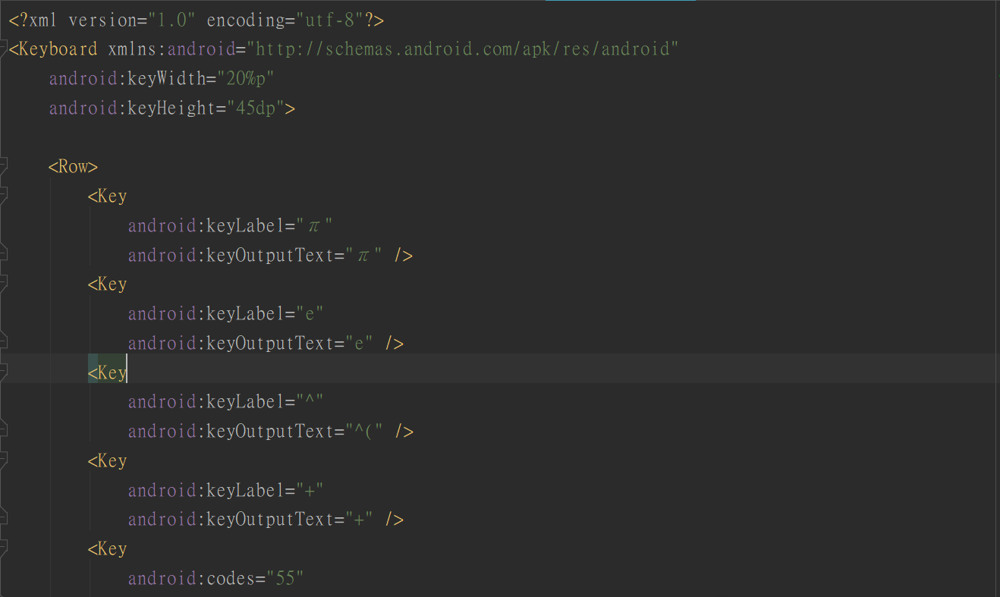 <?xml version="1.0" encoding="utf-8"?>
<Keyboard xmlns:android="http://schemas.android.com/apk/res/android"
    android:keyWidth="20%p"
    android:keyHeight="45dp">

    <Row>
        <Key
            android:keyLabel="π"
            android:keyOutputText="π" />
        <Key
            android:keyLabel="e"
            android:keyOutputText="e" />
        <Key
            android:keyLabel="^"
            android:keyOutputText="^(" />
        <Key
            android:keyLabel="+"
            android:keyOutputText="+" />
        <Key
            android:codes="55"